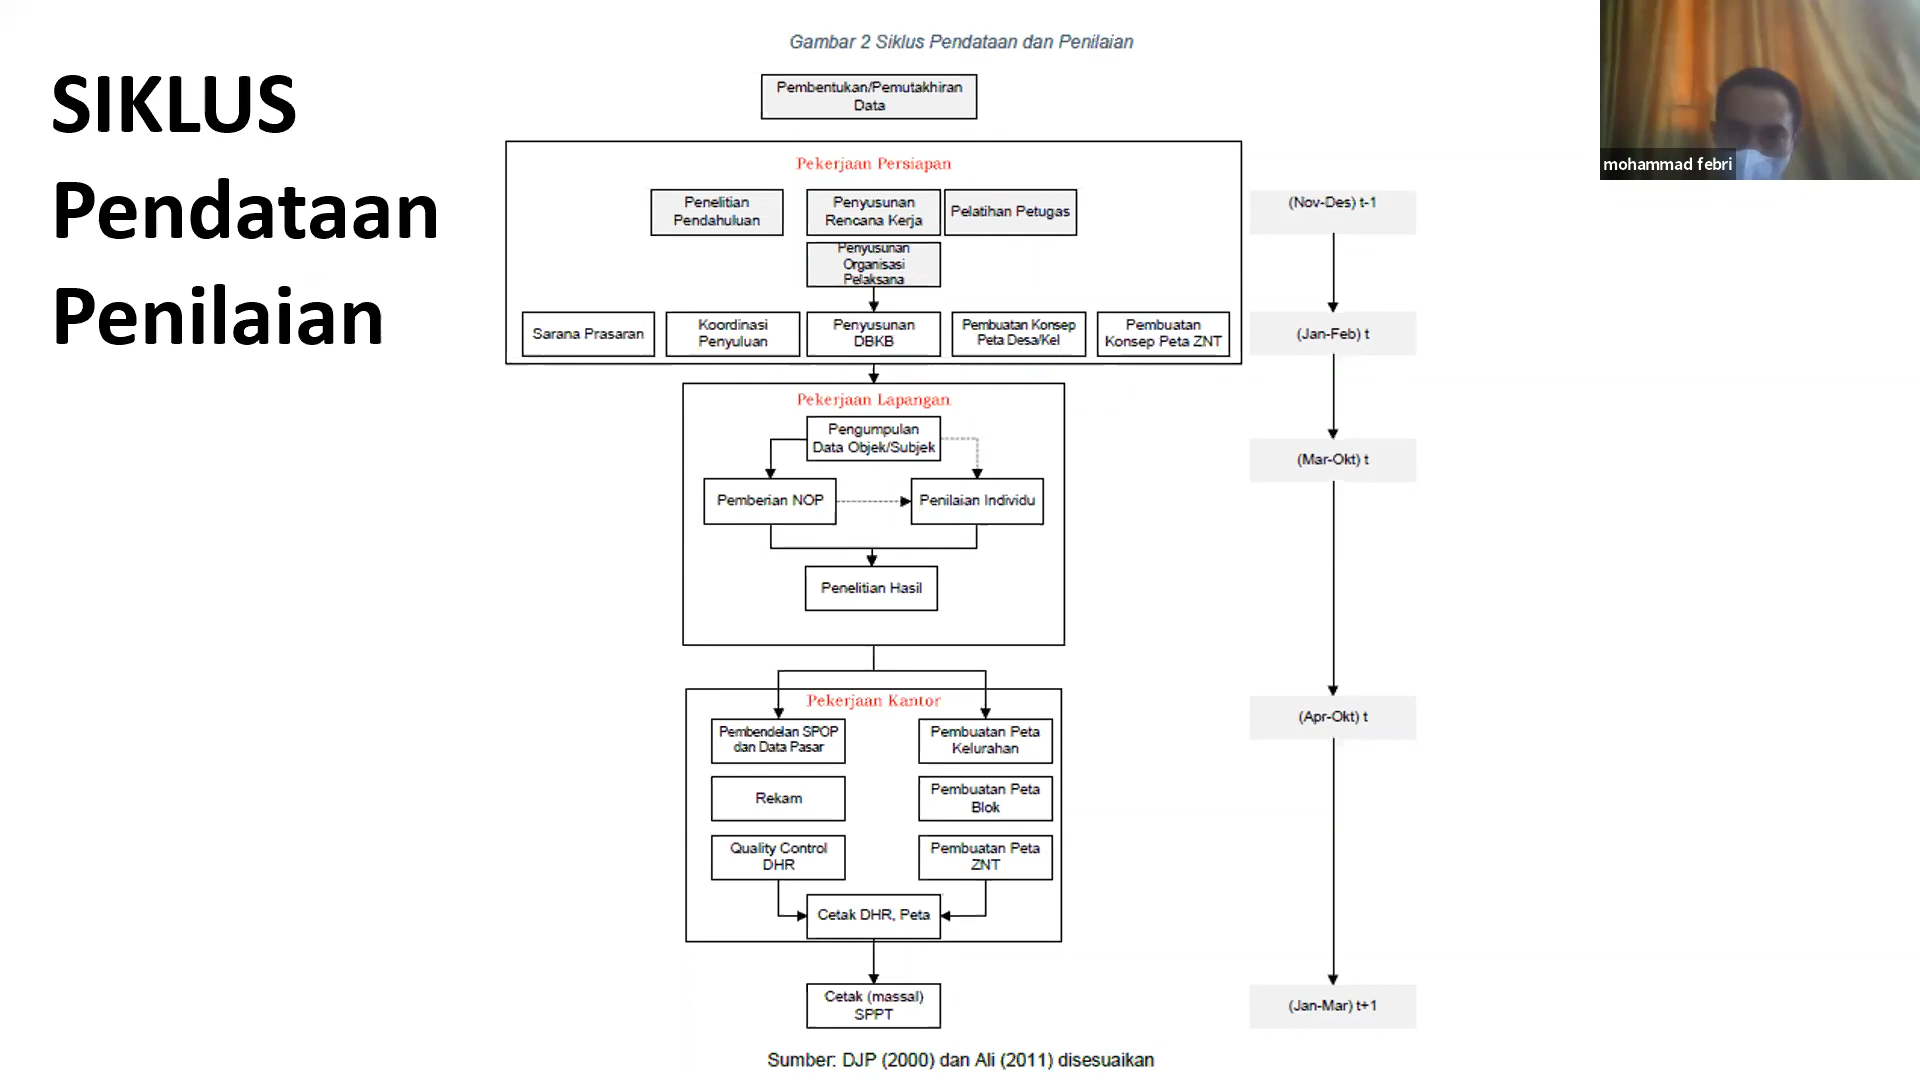 SIKLUS
Pendataan
Penilaian
Gambar 2 Siklus Pendataan dan Penilaian
Pembentukan/Pemutakhiran
Data
Pekerjaan Persiapan
Penelitian
Pendahuluan
Penyusunan
Rencana Kerja
Pelatihan Petugas
Penyusunan
Organisasi
Pelaksana
Sarana Prasaran
Koordinasi
Penyuluan
Penyusunan
DBKB
Pembuatan Konsep
Peta Desa/Kel
Pembuatan
Konsep Peta ZNT
Pekerjaan Lapangan
Pengumpulan
Data Objek/Subjek
Pemberian NOP
Penilaian Individu
Penelitian Hasil
Pekerjaan Kantor
Pembendelan SPOP
dan Data Pasar
Pembuatan Peta
Kelurahan
Rekam
Pembuatan Peta
Blok
Quality Control
DHR
Pembuatan Peta
ZNT
Cetak DHR, Peta
Cetak (massal)
SPPT
(Nov-Des) t-1
(Jan-Feb) t
(Mar-Okt) t
(Apr-Okt) t
(Jan-Mar) t+1
Sumber: DJP (2000) dan Ali (2011) disesuaikan
mohammad febri